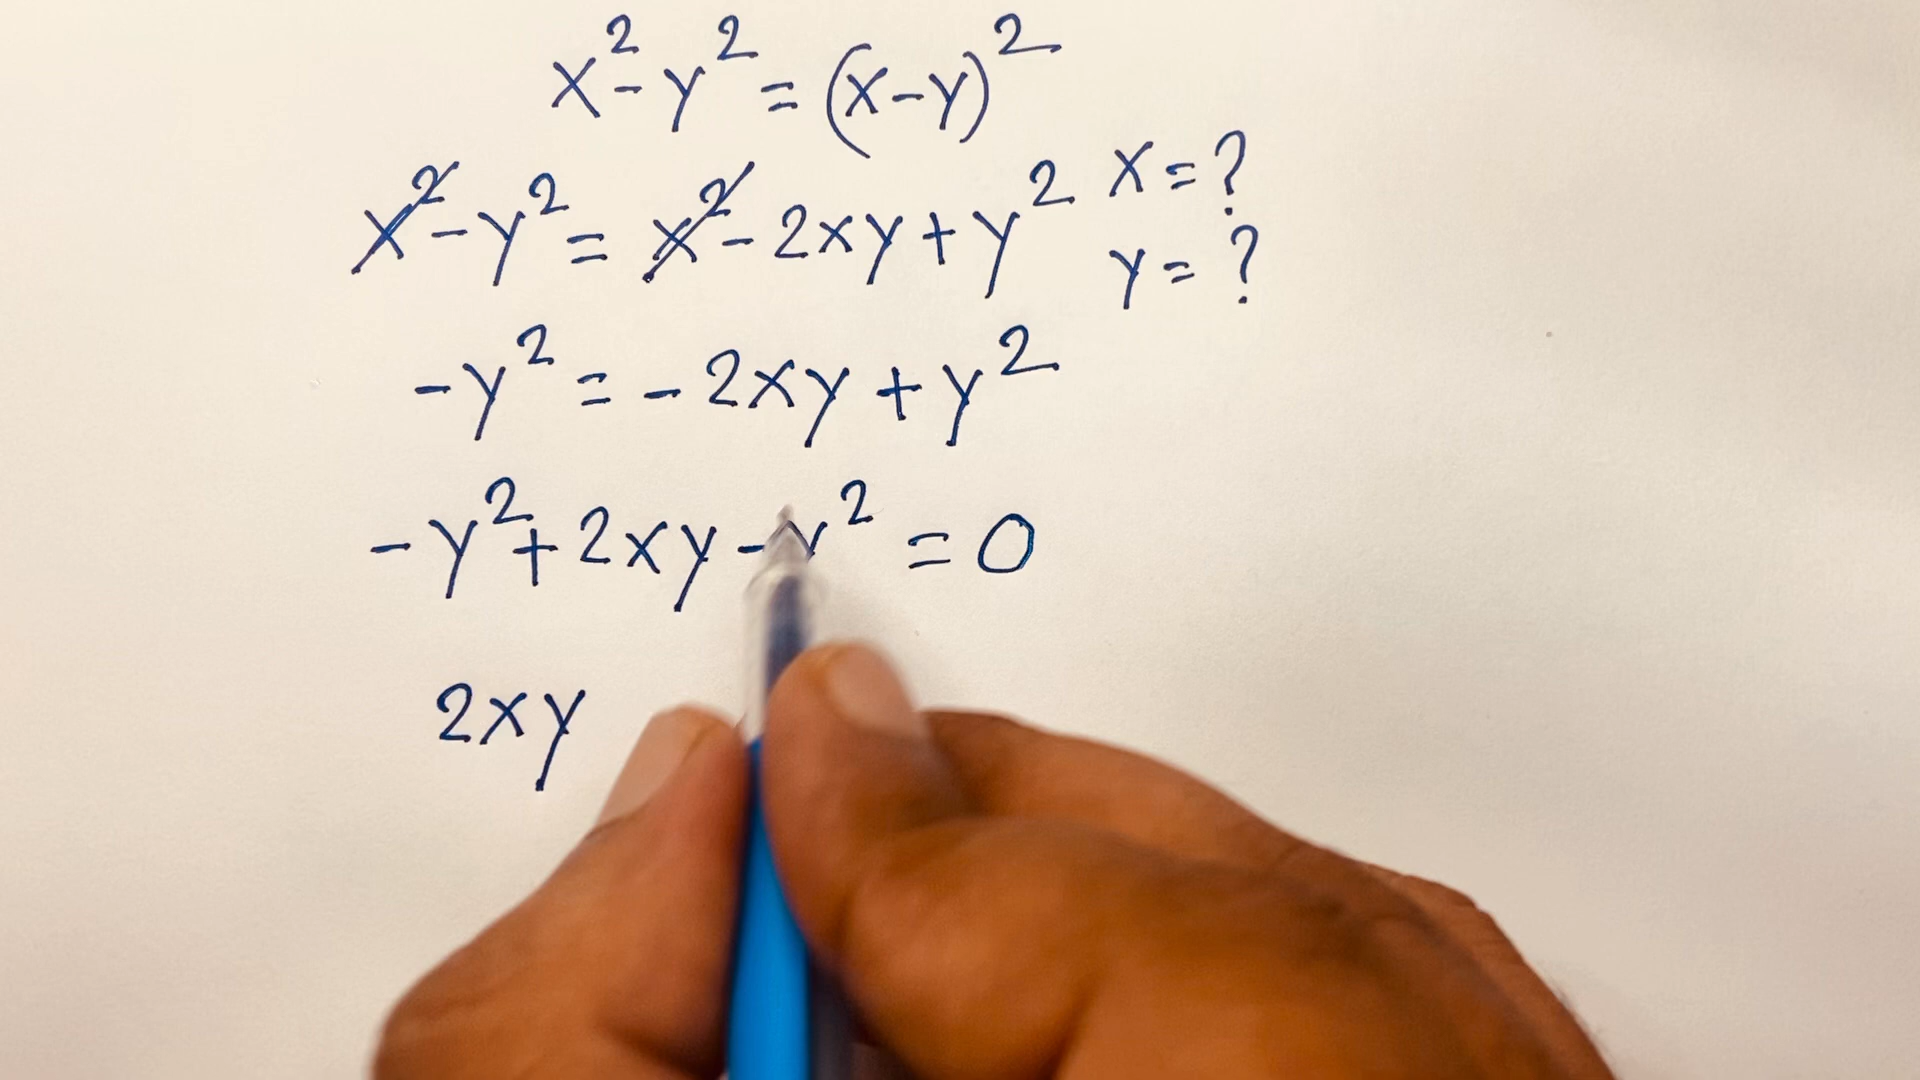 x² - y² = (x - y)²
x = ?
x² - y² = x² - 2xy + y²
y = ?
-y² = -2xy + y²
-y² + 2xy - y² = 0
2xy